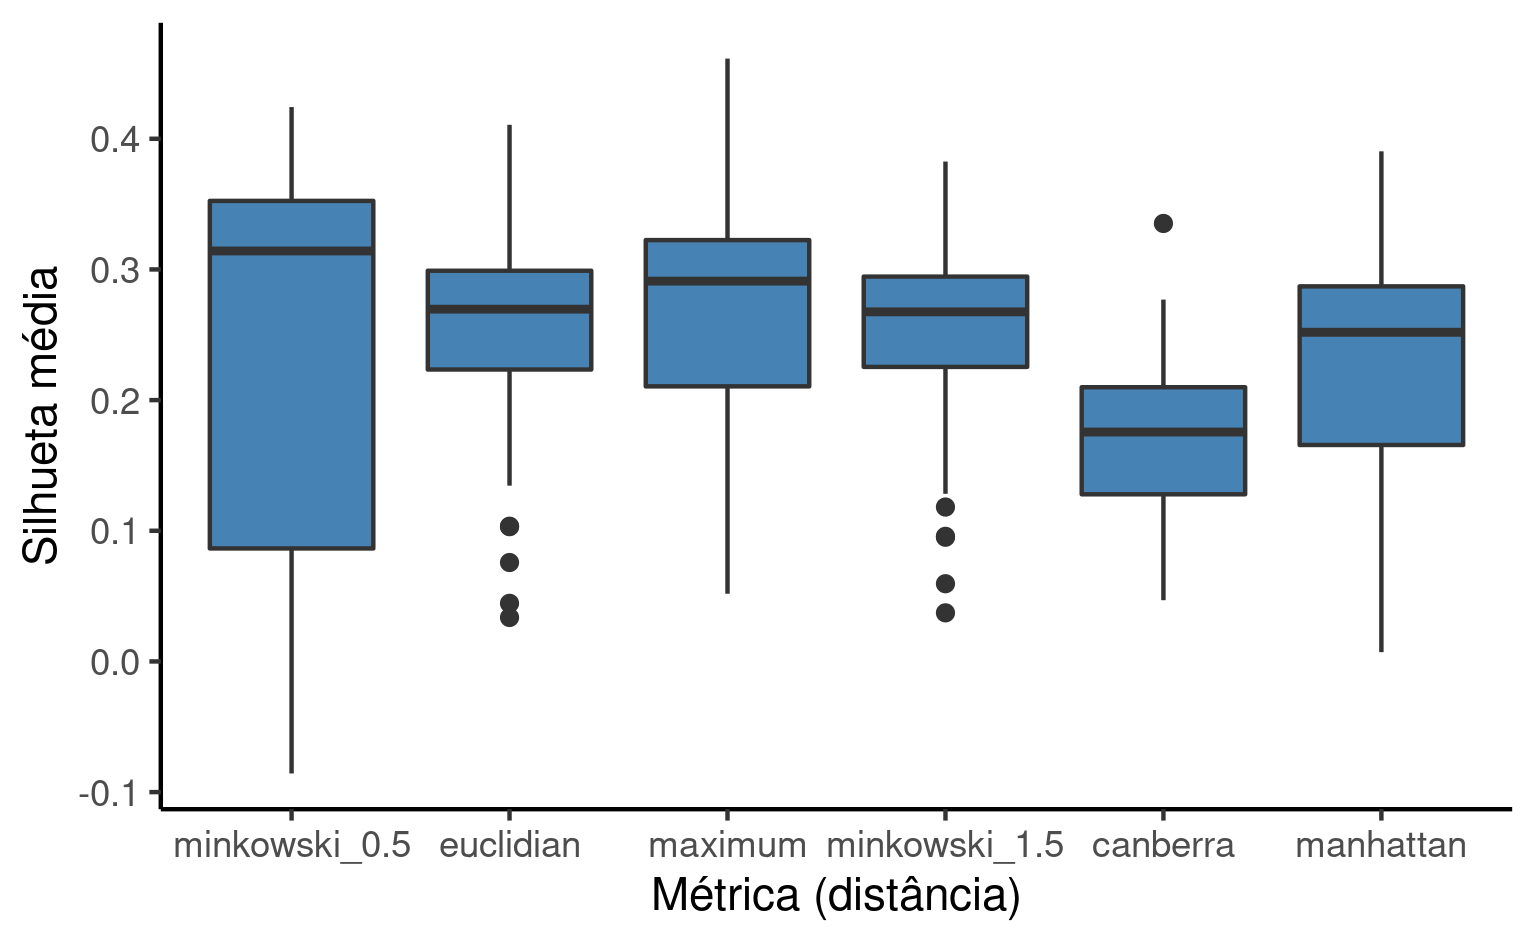 Silhueta média
0.4
0.3
0.2
0.1
0.0
-0.1
minkowski_0.5 euclidian maximum minkowski_1.5 canberra manhattan
Métrica (distância)